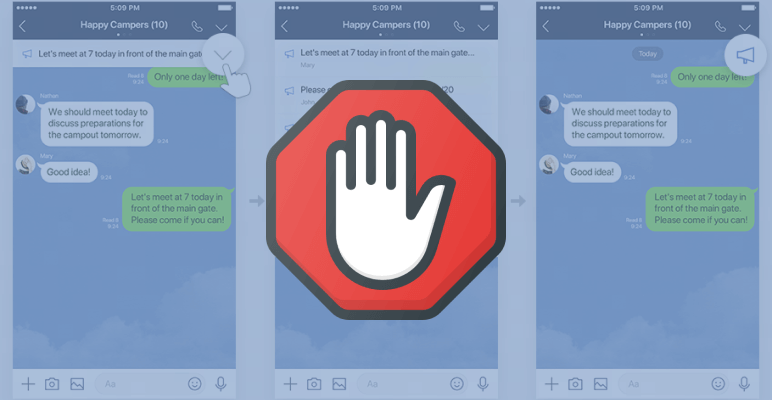 5:09 PM
Happy Campers (10)
Let's meet at 7 today in front of the main gat
Read 8
9:24
Only one day left!
Nathan
We should meet today to
discuss preparations for
the campout tomorrow.
9:24
Mary
Good idea!
9:24
Read 8
9:24
Let's meet at 7 today in
front of the main gate.
Please come if you can!
Aa
5:09 PM
Happy Campers (10)
Let's meet at 7 today in front of the main gate...
Mary
Please
20
John
Aa
5:09 PM
Happy Campers (10)
Today
Read 8
9:24
Only one day left!
Nathan
We should meet today to
discuss preparations for
the campout tomorrow.
9:24
Mary
Good idea!
9:24
Read 8
9:24
Let's meet at 7 today in
front of the main gate.
Please come if you can!
Aa